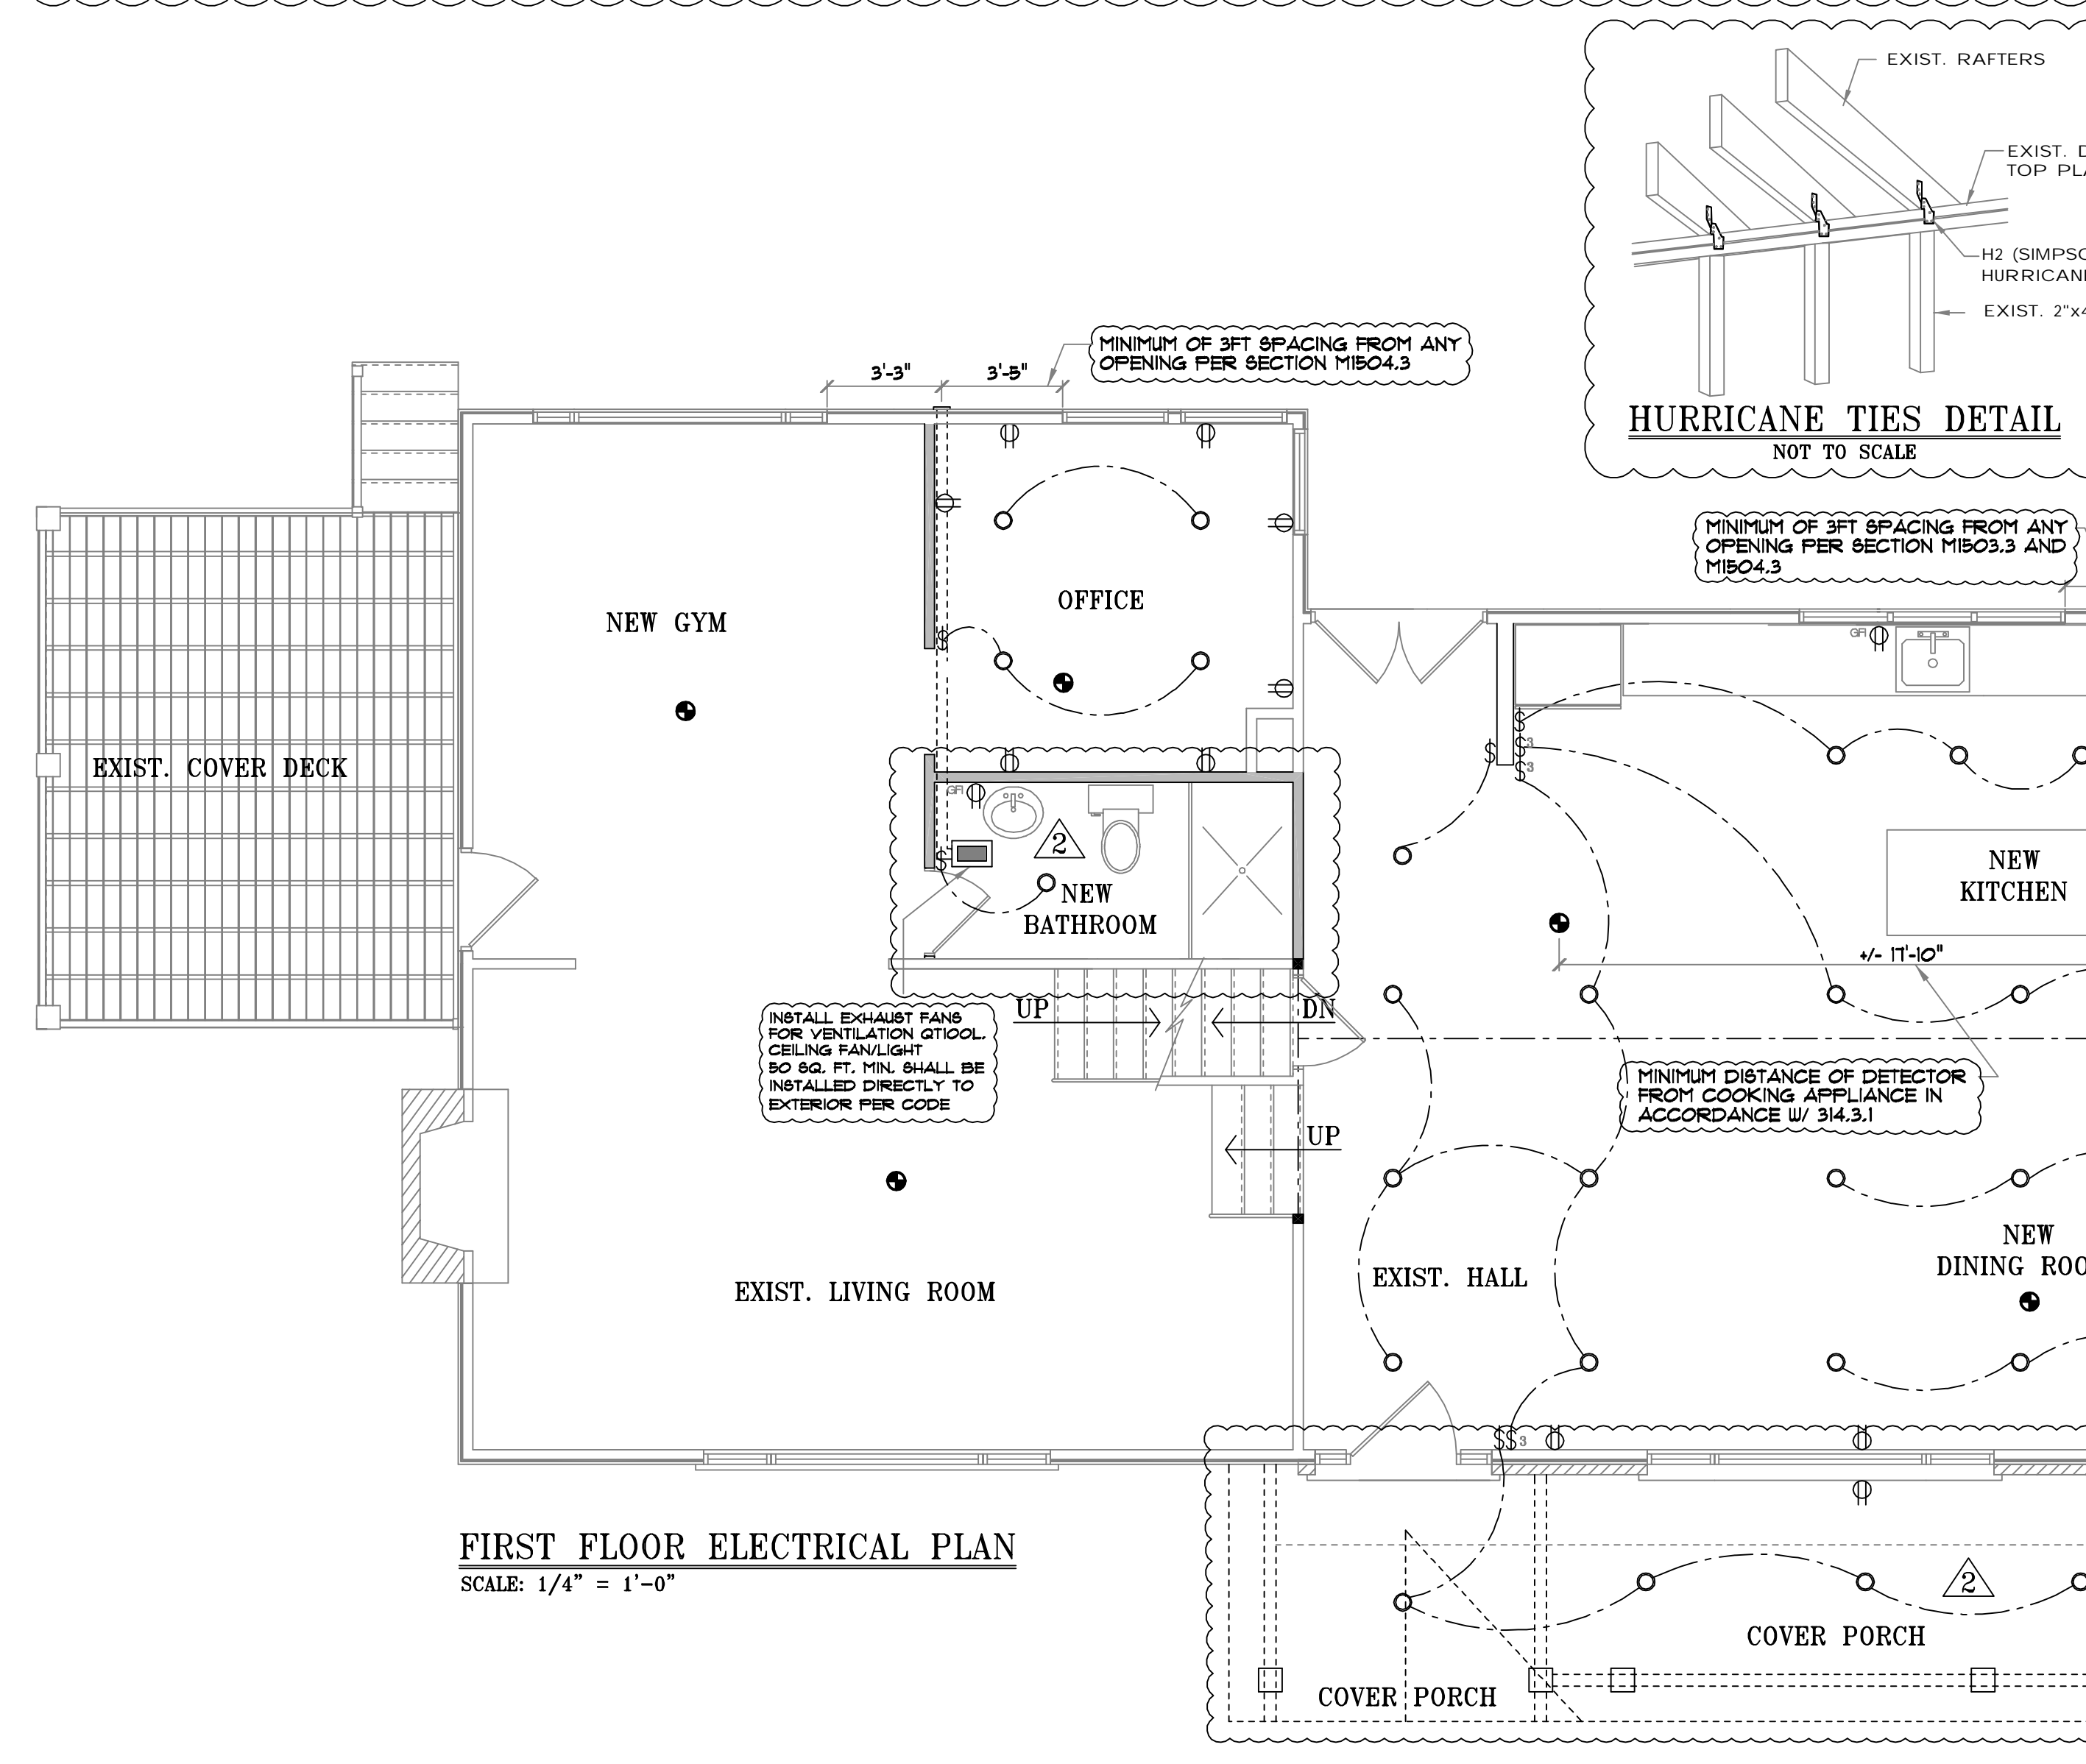 EXIST. RAFTERS
EXIST. D
TOP PLA
H2 (SIMPSO
HURRICAN
EXIST. 2"x4
HURRICANE TIES DETAIL
NOT TO SCALE
MINIMUM OF 3FT SPACING FROM ANY
OPENING PER SECTION M1504.3
3'-3"
3'-5"
MINIMUM OF 3FT SPACING FROM ANY
OPENING PER SECTION M1503.3 AND
M1504.3
NEW GYM
OFFICE
$
GFI
EXIST. COVER DECK
$
$
$3
$3
GFI
$
2
NEW
BATHROOM
NEW
KITCHEN
+/- 17'-10"
UP
DN
INSTALL EXHAUST FANS
FOR VENTILATION QT100L.
CEILING FAN/LIGHT
50 SQ. FT. MIN. SHALL BE
INSTALLED DIRECTLY TO
EXTERIOR PER CODE
MINIMUM DISTANCE OF DETECTOR
FROM COOKING APPLIANCE IN
ACCORDANCE W/ 314.3.1
UP
EXIST. LIVING ROOM
EXIST. HALL
NEW
DINING ROO
$$3
FIRST FLOOR ELECTRICAL PLAN
SCALE: 1/4" = 1'-0"
2
COVER PORCH
COVER PORCH